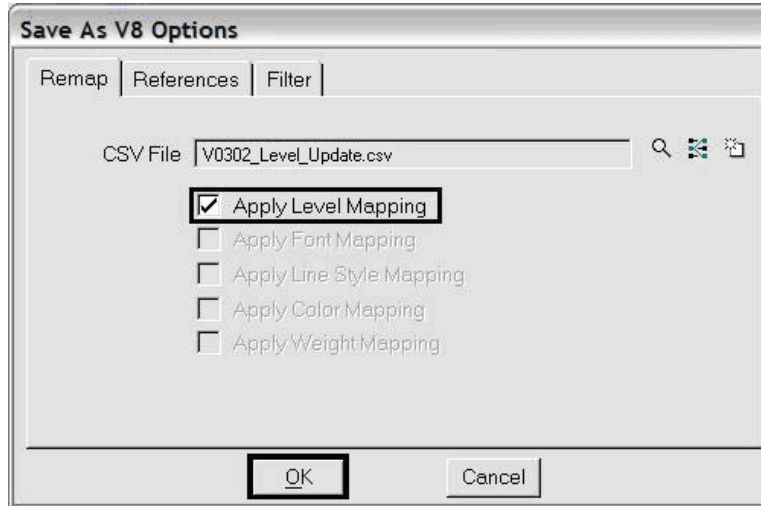 Save As V8 Options
Remap References Filter
CSV File V0302_Level_Update.csv
Apply Level Mapping
Apply Font Mapping
Apply Line Style Mapping
Apply Color Mapping
Apply Weight Mapping
OK Cancel